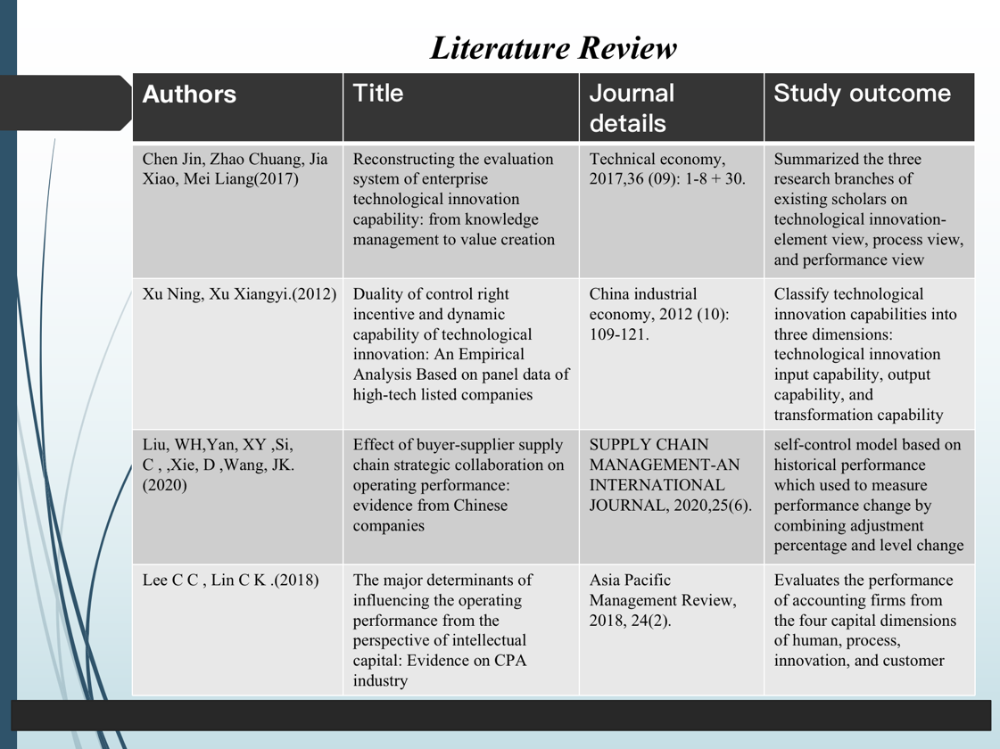 Literature Review
Authors
Title
Journal
details
Study outcome
Chen Jin, Zhao Chuang, Jia
Xiao, Mei Liang(2017)
Reconstructing the evaluation
system of enterprise
technological innovation
capability: from knowledge
management to value creation
Technical economy,
2017,36 (09): 1-8 + 30.
Summarized the three
research branches of
existing scholars on
technological innovation-
element view, process view,
and performance view
Xu Ning, Xu Xiangyi.(2012)
Duality of control right
incentive and dynamic
capability of technological
innovation: An Empirical
Analysis Based on panel data of
high-tech listed companies
China industrial
economy, 2012 (10):
109-121.
Classify technological
innovation capabilities into
three dimensions:
technological innovation
input capability, output
capability, and
transformation capability
Liu, WH,Yan, XY ,Si,
C , ,Xie, D ,Wang, JK.
(2020)
Effect of buyer-supplier supply
chain strategic collaboration on
operating performance:
evidence from Chinese
companies
SUPPLY CHAIN
MANAGEMENT-AN
INTERNATIONAL
JOURNAL, 2020,25(6).
self-control model based on
historical performance
which used to measure
performance change by
combining adjustment
percentage and level change
Lee C C , Lin C K .(2018)
The major determinants of
influencing the operating
performance from the
perspective of intellectual
capital: Evidence on CPA
industry
Asia Pacific
Management Review,
2018, 24(2).
Evaluates the performance
of accounting firms from
the four capital dimensions
of human, process,
innovation, and customer